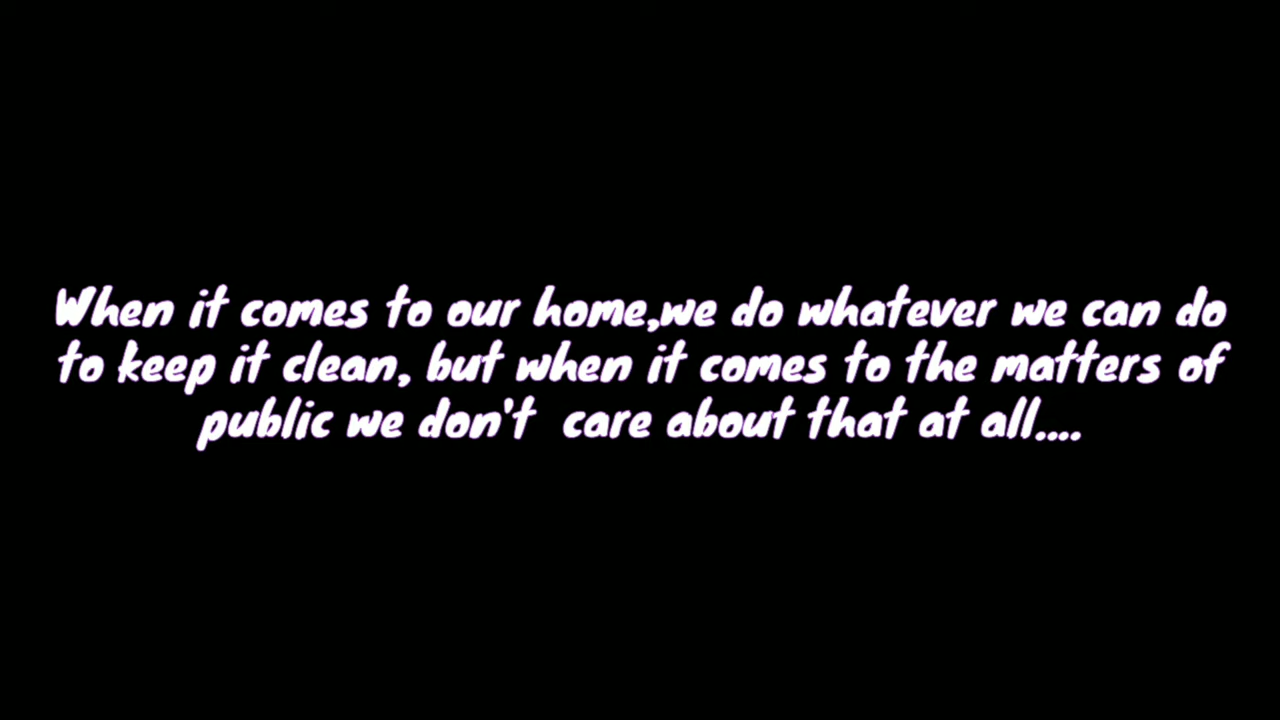 When it comes to our home,we do whatever we can do
to keep it clean, but when it comes to the matters of
public we don't  care about that at all....